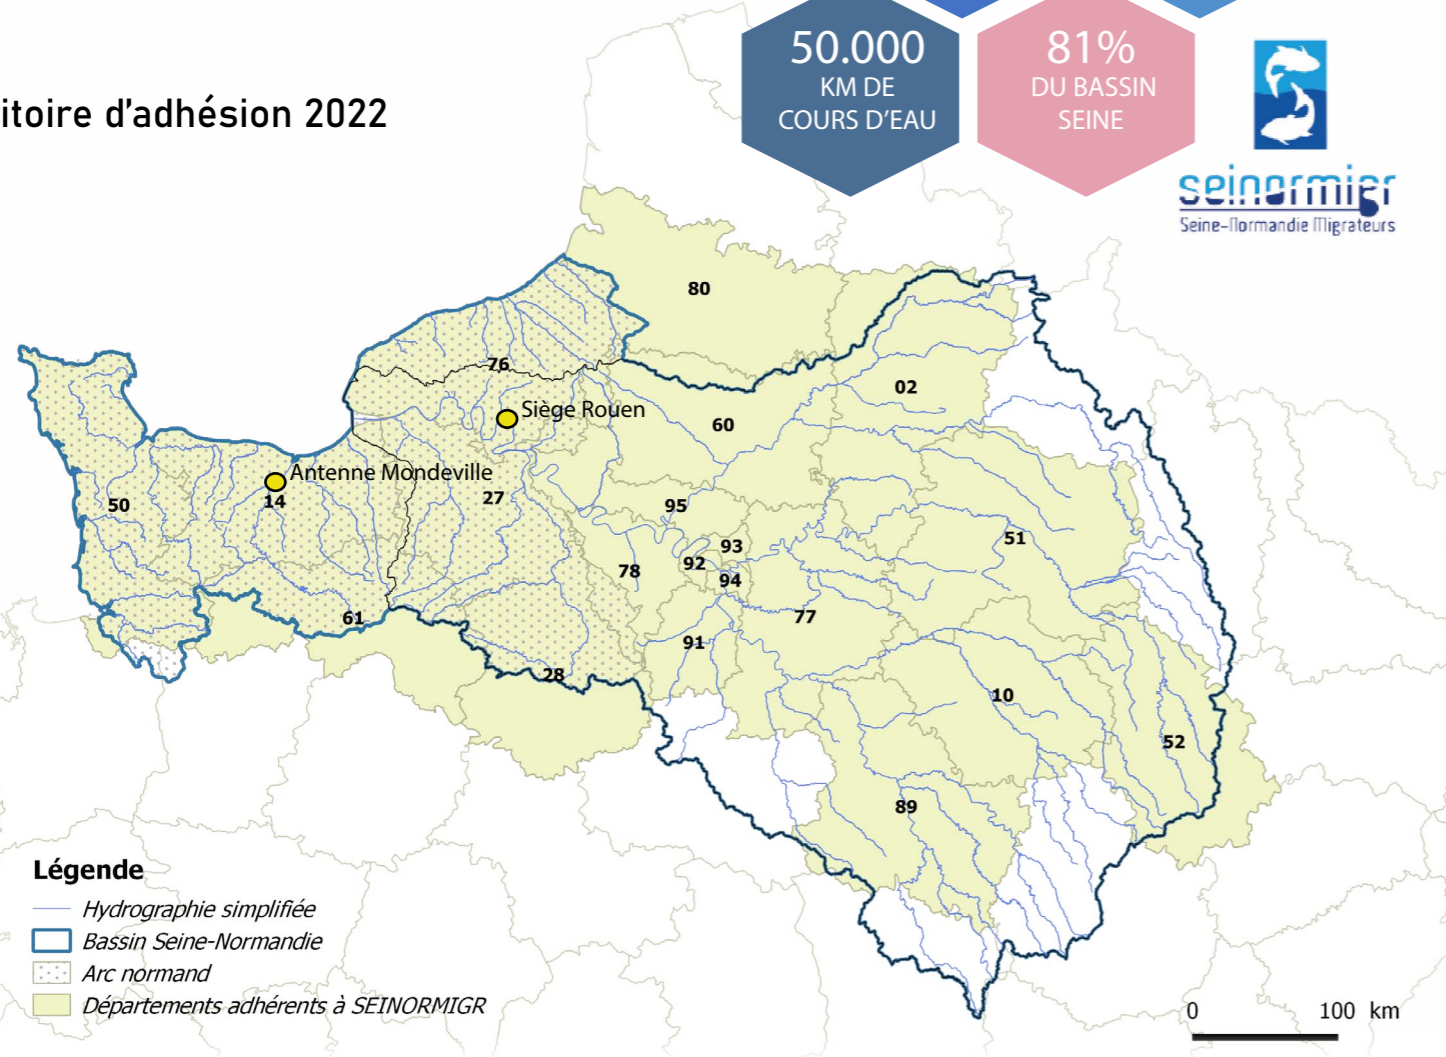 itoire d'adhésion 2022
50.000
KM DE
COURS D'EAU
81%
DU BASSIN
SEINE
seinormigr
Seine-Normandie Migrateurs
80
76
02
Siège Rouen
60
Antenne Mondeville
50
14
27
95
51
93
92
78
94
77
61
91
28
10
52
89
Légende
Hydrographie simplifiée
Bassin Seine-Normandie
Arc normand
Départements adhérents à SEINORMIGR
0 100 km